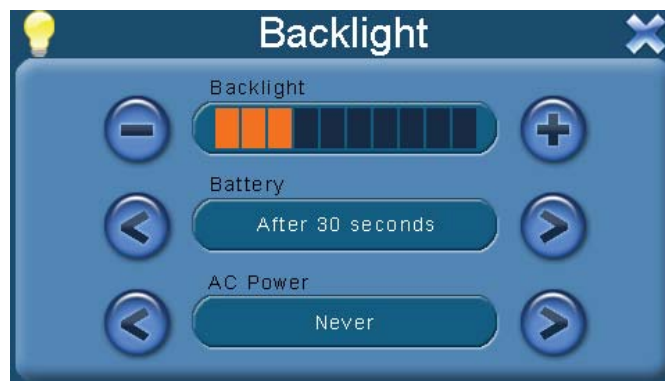 Backlight
Backlight
Battery
After 30 seconds
AC Power
Never